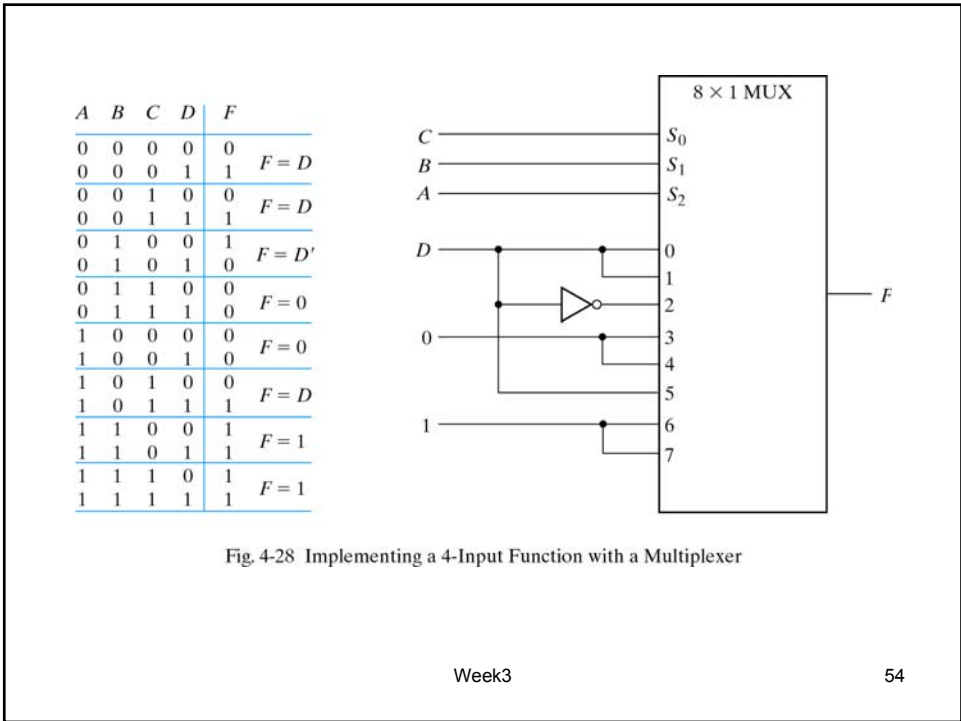 A B C D F
0 0 0 0 0
F = D
0 0 0 1 1
0 0 1 0 0
F = D
0 0 1 1 1
0 1 0 0 1
F = D'
0 1 0 1 0
0 1 1 0 0
F = 0
0 1 1 1 0
1 0 0 0 0
F = 0
1 0 0 1 0
1 0 1 0 0
F = D
1 0 1 1 1
1 1 0 0 1
F = 1
1 1 0 1 1
1 1 1 0 1
F = 1
1 1 1 1 1
8 × 1 MUX
C S₀
B S₁
A S₂
D 0
1
2
0 3
4
5
1 6
7
F
Fig. 4-28 Implementing a 4-Input Function with a Multiplexer
Week3 54